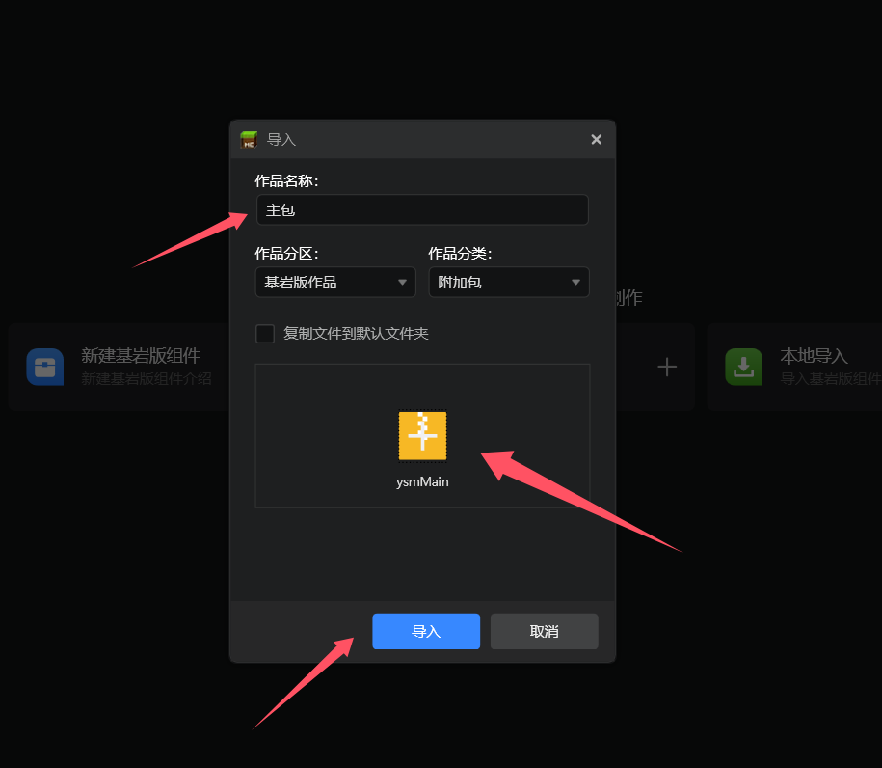 导入
作品名称：
主包
作品分区： 作品分类：
基岩版作品 附加包
制作
复制文件到默认文件夹
新建基岩版组件 本地导入
新建基岩版组件介绍 导入基岩版组件
ysmMain
导入 取消